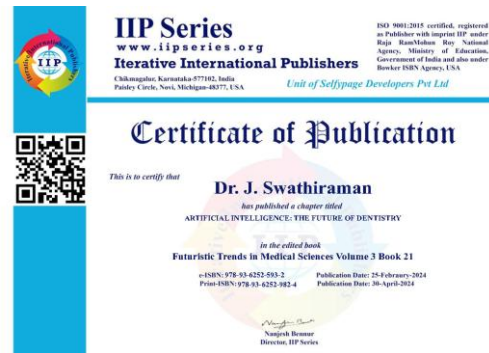 IIP Series
www.iipseries.org
Iterative International Publishers
Chikmagalur, Karnataka-577102, India
Paisley Circle, Novi, Michigan-48377, USA
ISO 9001:2015 certified, registered
as Publisher with imprint IIP under
Raja RamMohun Roy National
Agency, Ministry of Education,
Government of India and also under
Bowker ISBN Agency, USA
Unit of Selfypage Developers Pvt Ltd
IIP
Iterative International Publishers
Certificate of Publication
This is to certify that
Dr. J. Swathiraman
has published a chapter titled
ARTIFICIAL INTELLIGENCE: THE FUTURE OF DENTISTRY
in the edited book
Futuristic Trends in Medical Sciences Volume 3 Book 21
e-ISBN: 978-93-6252-593-2 Publication Date: 25-Febraury-2024
Print-ISBN: 978-93-6252-982-4 Publication Date: 30-April-2024
Nanjesh Bennur
Director, IIP Series